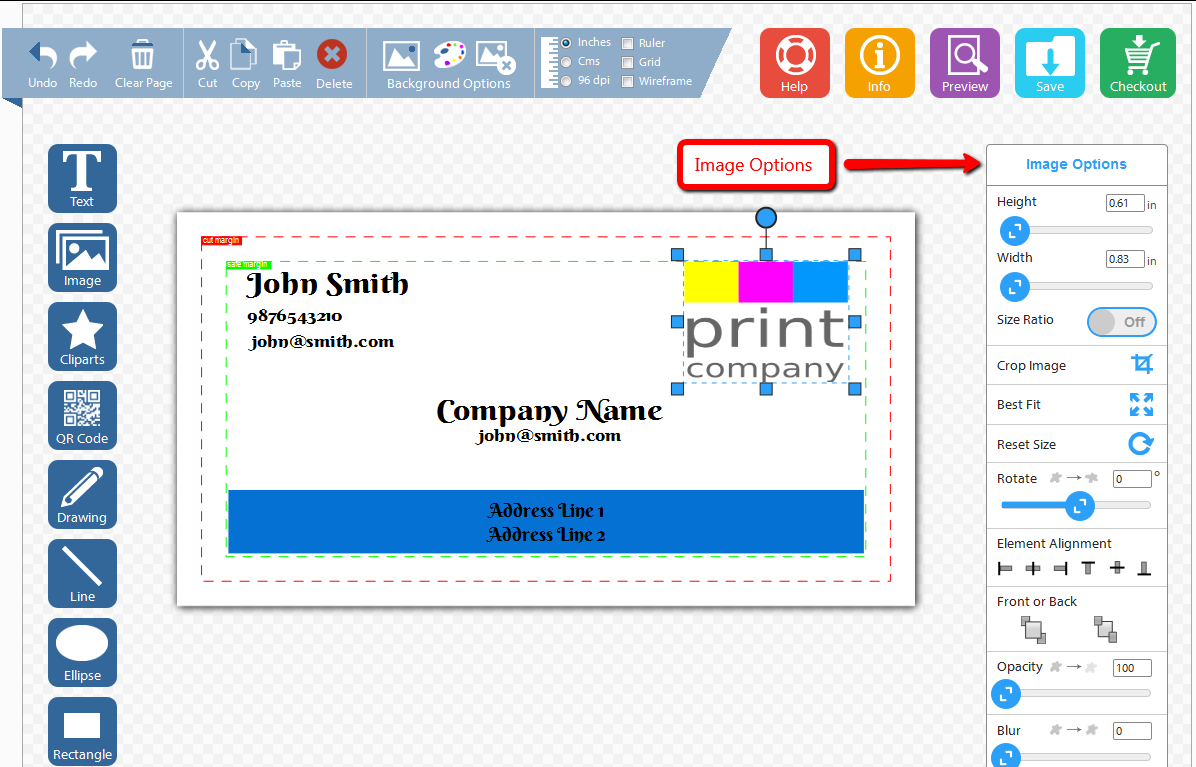 Undo Redo Clear Page Cut Copy Paste Delete Background Options
Inches Ruler
Cms Grid
96 dpi Wireframe
Help Info Preview Save Checkout
Text
Image
Cliparts
QR Code
Drawing
Line
Ellipse
Rectangle
Image Options
cut margin
safe margin
John Smith
9876543210
john@smith.com
print
company
Company Name
john@smith.com
Address Line 1
Address Line 2
Image Options
Height 0.61 in
Width 0.83 in
Size Ratio Off
Crop Image
Best Fit
Reset Size
Rotate 0 °
Element Alignment
Front or Back
Opacity 100
Blur 0